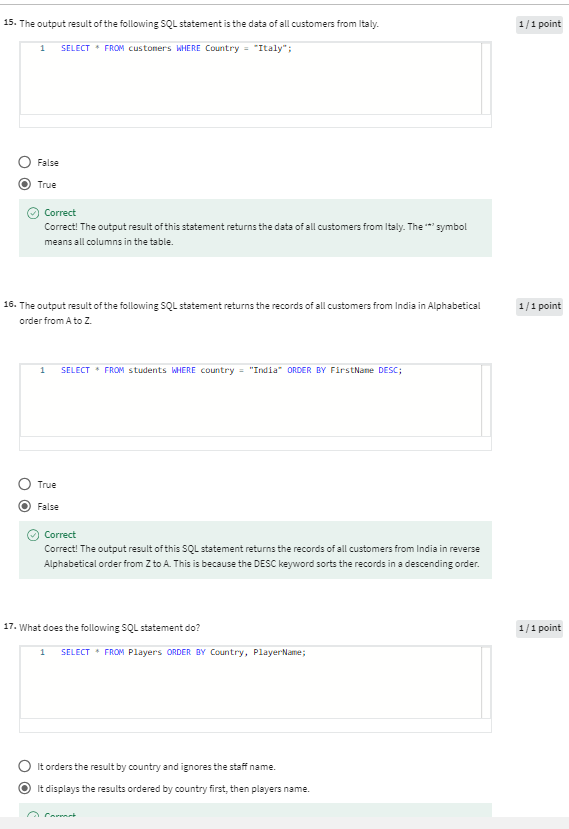 15. The output result of the following SQL statement is the data of all customers from Italy.
1 / 1 point
1 SELECT * FROM customers WHERE Country = "Italy";
False
True
Correct
Correct! The output result of this statement returns the data of all customers from Italy. The '*' symbol
means all columns in the table.
16. The output result of the following SQL statement returns the records of all customers from India in Alphabetical
order from A to Z.
1 / 1 point
1 SELECT * FROM students WHERE country = "India" ORDER BY FirstName DESC;
True
False
Correct
Correct! The output result of this SQL statement returns the records of all customers from India in reverse
Alphabetical order from Z to A. This is because the DESC keyword sorts the records in a descending order.
17. What does the following SQL statement do?
1 / 1 point
1 SELECT * FROM Players ORDER BY Country, PlayerName;
It orders the result by country and ignores the staff name.
It displays the results ordered by country first, then players name.
Correct